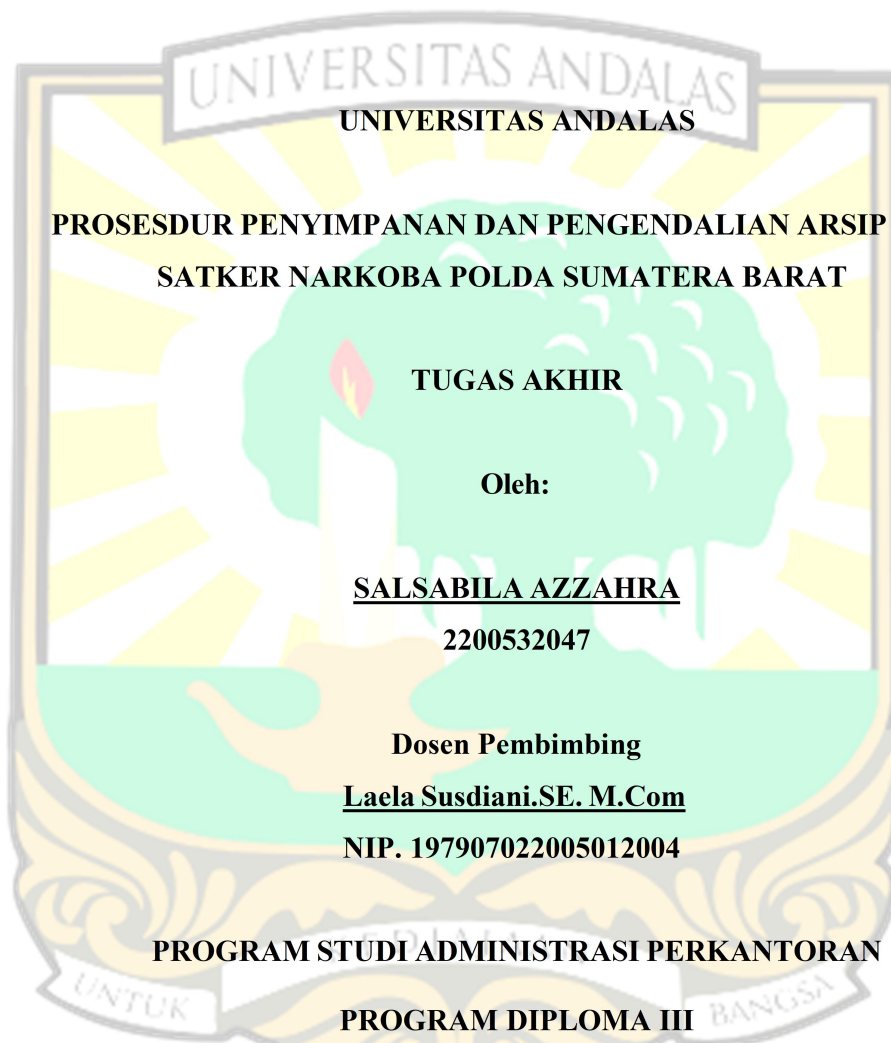 UNIVERSITAS ANDALAS
UNIVERSITAS ANDALAS
PROSESDUR PENYIMPANAN DAN PENGENDALIAN ARSIP
SATKER NARKOBA POLDA SUMATERA BARAT
TUGAS AKHIR
Oleh:
SALSABILA AZZAHRA
2200532047
Dosen Pembimbing
Laela Susdiani.SE. M.Com
NIP. 197907022005012004
PROGRAM STUDI ADMINISTRASI PERKANTORAN
UNTUK
BANGSA
PROGRAM DIPLOMA III